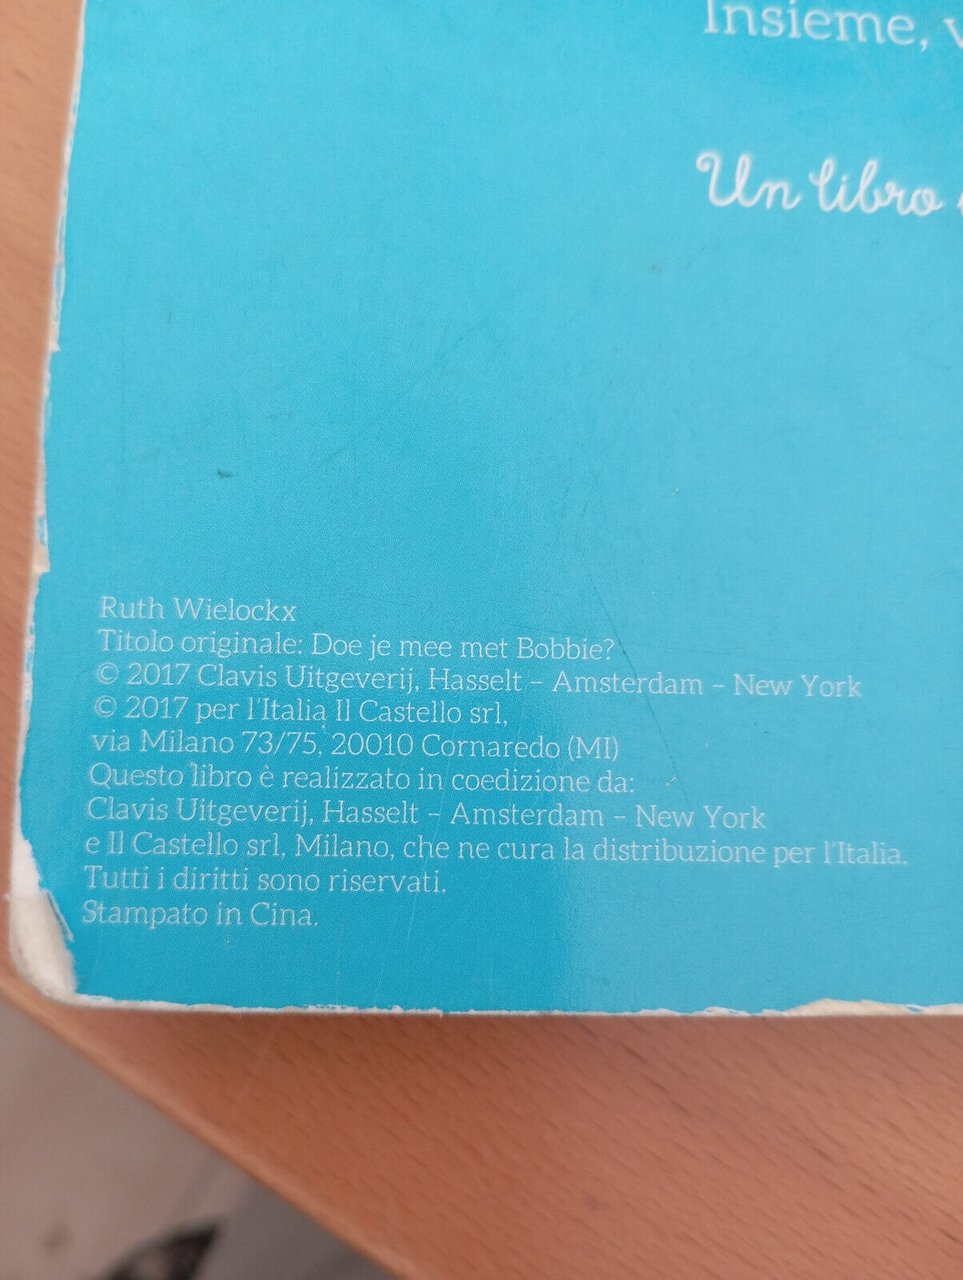 Insieme,
Un libro
Ruth Wielockx
Titolo originale: Doe je mee met Bobbie?
© 2017 Clavis Uitgeverij, Hasselt – Amsterdam – New York
© 2017 per l'Italia Il Castello srl,
via Milano 73/75, 20010 Cornaredo (MI)
Questo libro è realizzato in coedizione da:
Clavis Uitgeverij, Hasselt – Amsterdam – New York
e Il Castello srl, Milano, che ne cura la distribuzione per l'Italia.
Tutti i diritti sono riservati.
Stampato in Cina.